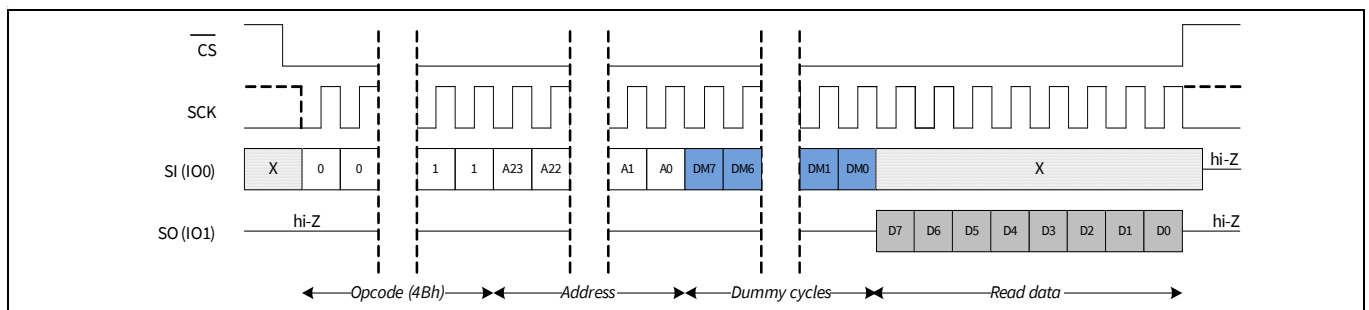 CS
SCK
SI (IO0) X 0 0 1 1 A23 A22 A1 A0 DM7 DM6 DM1 DM0 X hi-Z
SO (IO1) hi-Z D7 D6 D5 D4 D3 D2 D1 D0 hi-Z
Opcode (4Bh) Address Dummy cycles Read data